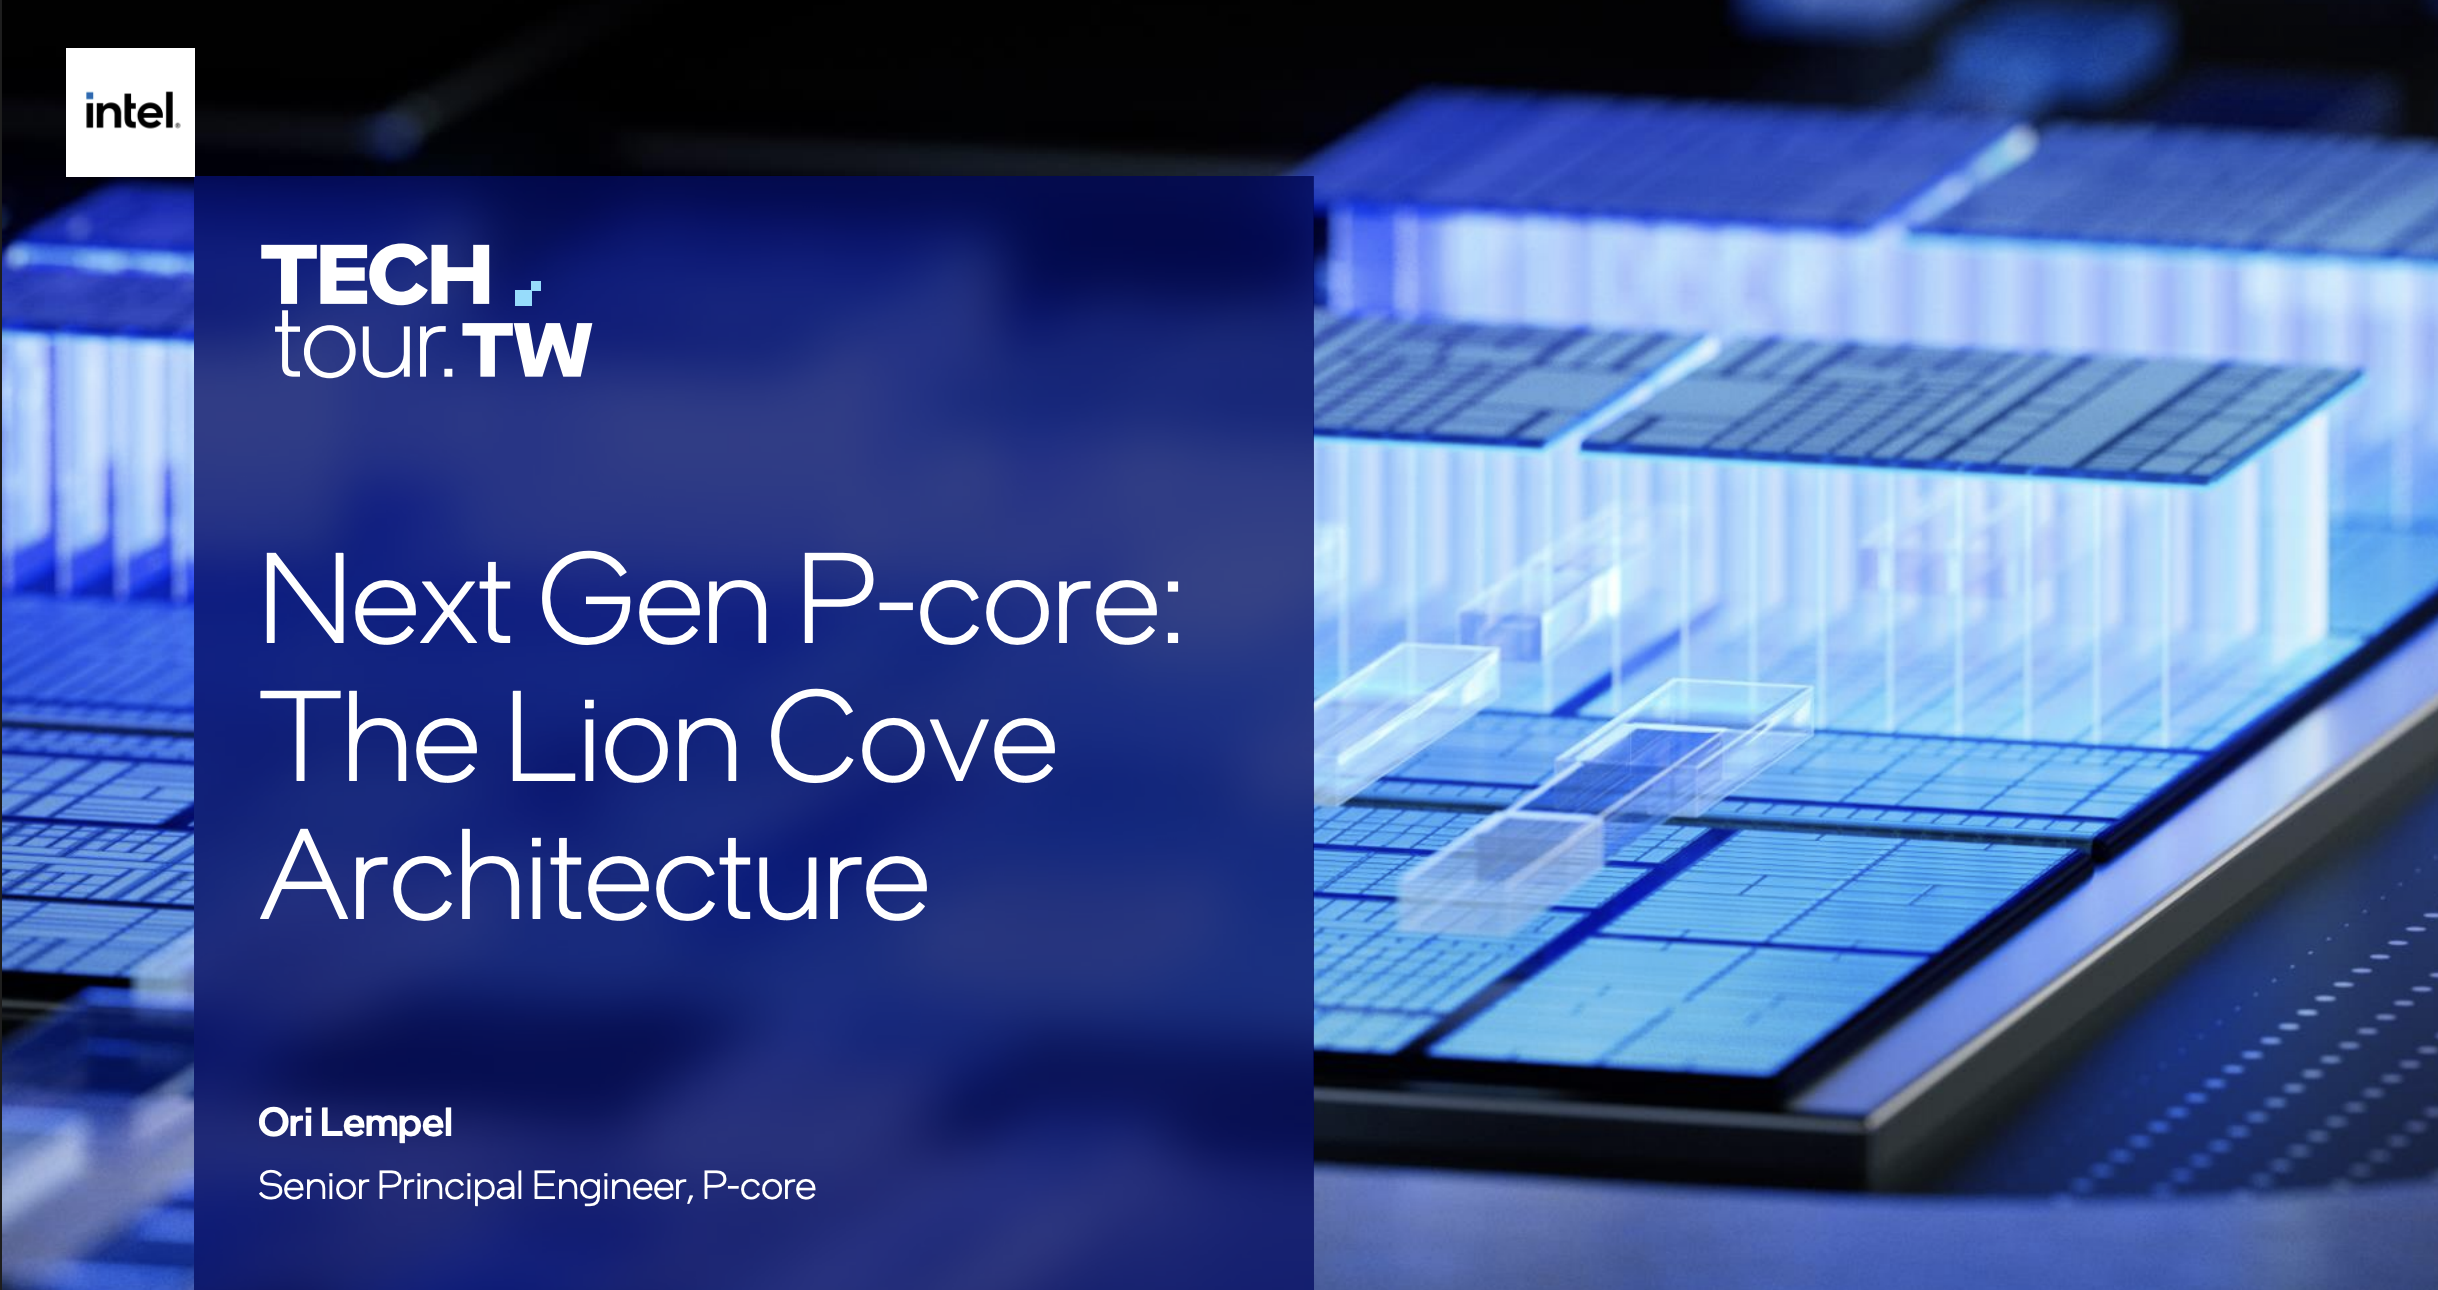 intel.
TECH
tour.TW
Next Gen P-core:
The Lion Cove
Architecture
Ori Lempel
Senior Principal Engineer, P-core